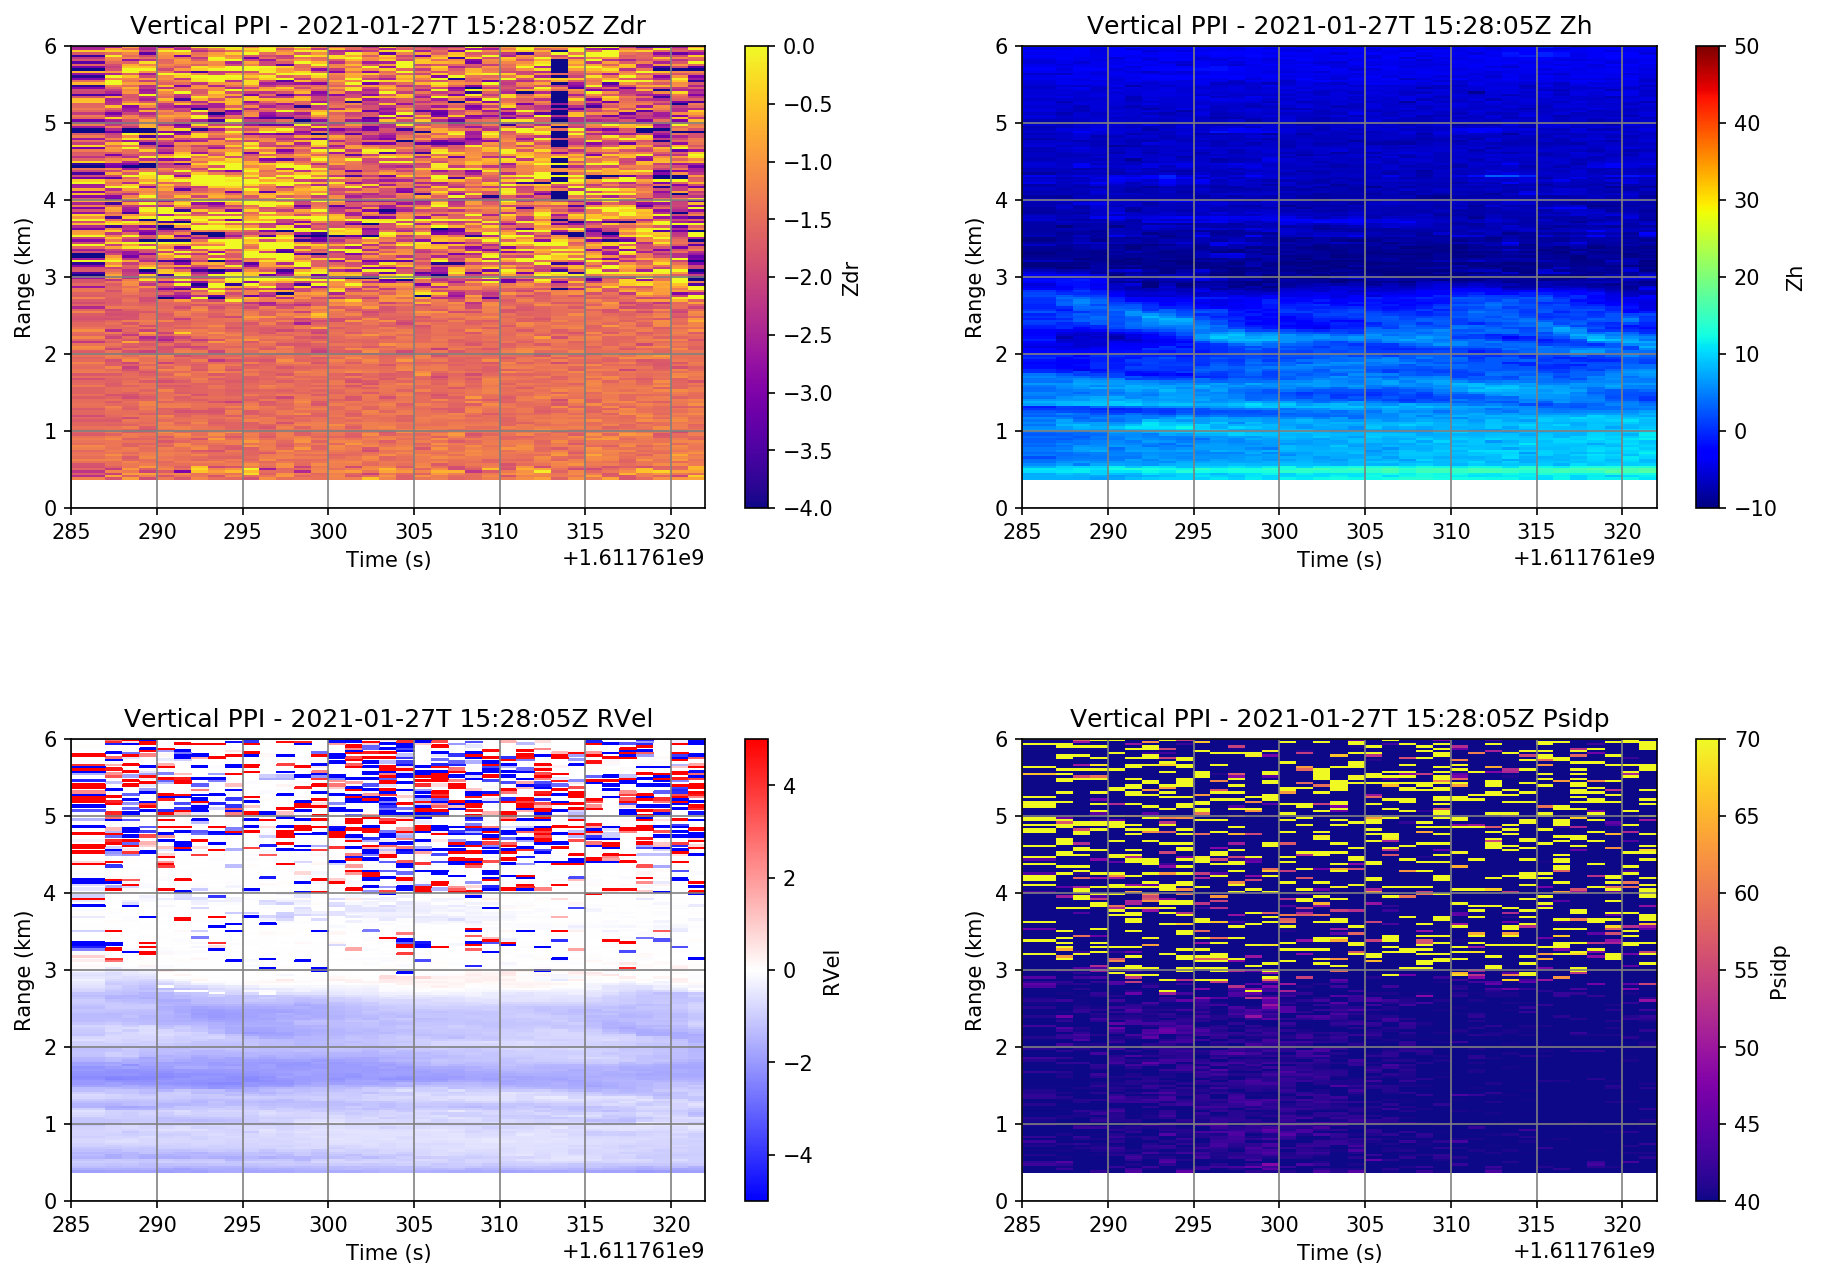 Vertical PPI - 2021-01-27T 15:28:05Z Zdr
6
5
4
3
2
1
0
Range (km)
285 290 295 300 305 310 315 320
Time (s)
+1.611761e9
0.0
−0.5
−1.0
−1.5
−2.0
−2.5
−3.0
−3.5
−4.0
Zdr
Vertical PPI - 2021-01-27T 15:28:05Z Zh
6
5
4
3
2
1
0
Range (km)
285 290 295 300 305 310 315 320
Time (s)
+1.611761e9
50
40
30
20
10
0
−10
Zh
Vertical PPI - 2021-01-27T 15:28:05Z RVel
6
5
4
3
2
1
0
Range (km)
285 290 295 300 305 310 315 320
Time (s)
+1.611761e9
4
2
0
−2
−4
RVel
Vertical PPI - 2021-01-27T 15:28:05Z Psidp
6
5
4
3
2
1
0
Range (km)
285 290 295 300 305 310 315 320
Time (s)
+1.611761e9
70
65
60
55
50
45
40
Psidp